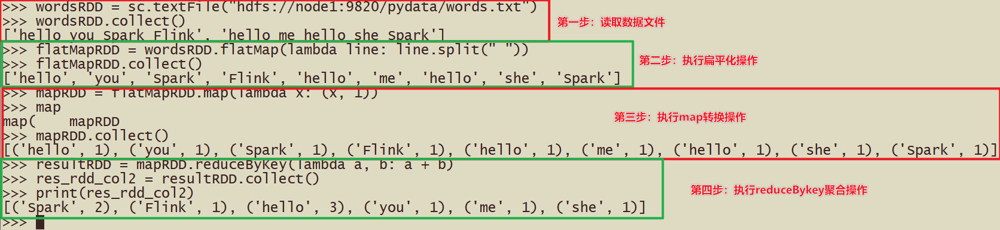 >>> wordsRDD = sc.textFile("hdfs://node1:9820/pydata/words.txt")
>>> wordsRDD.collect()
第一步：读取数据文件
['hello you Spark Flink', 'hello me hello she Spark']
>>> flatMapRDD = wordsRDD.flatMap(lambda line: line.split(" "))
>>> flatMapRDD.collect()
第二步：执行扁平化操作
['hello', 'you', 'Spark', 'Flink', 'hello', 'me', 'hello', 'she', 'Spark']
>>> mapRDD = flatMapRDD.map(lambda x: (x, 1))
>>> map
map(    mapRDD
第三步：执行map转换操作
>>> mapRDD.collect()
[('hello', 1), ('you', 1), ('Spark', 1), ('Flink', 1), ('hello', 1), ('me', 1), ('hello', 1), ('she', 1), ('Spark', 1)]
>>> resultRDD = mapRDD.reduceByKey(lambda a, b: a + b)
>>> res_rdd_col2 = resultRDD.collect()
>>> print(res_rdd_col2)
第四步：执行reduceBykey聚合操作
[('Spark', 2), ('Flink', 1), ('hello', 3), ('you', 1), ('me', 1), ('she', 1)]
>>>